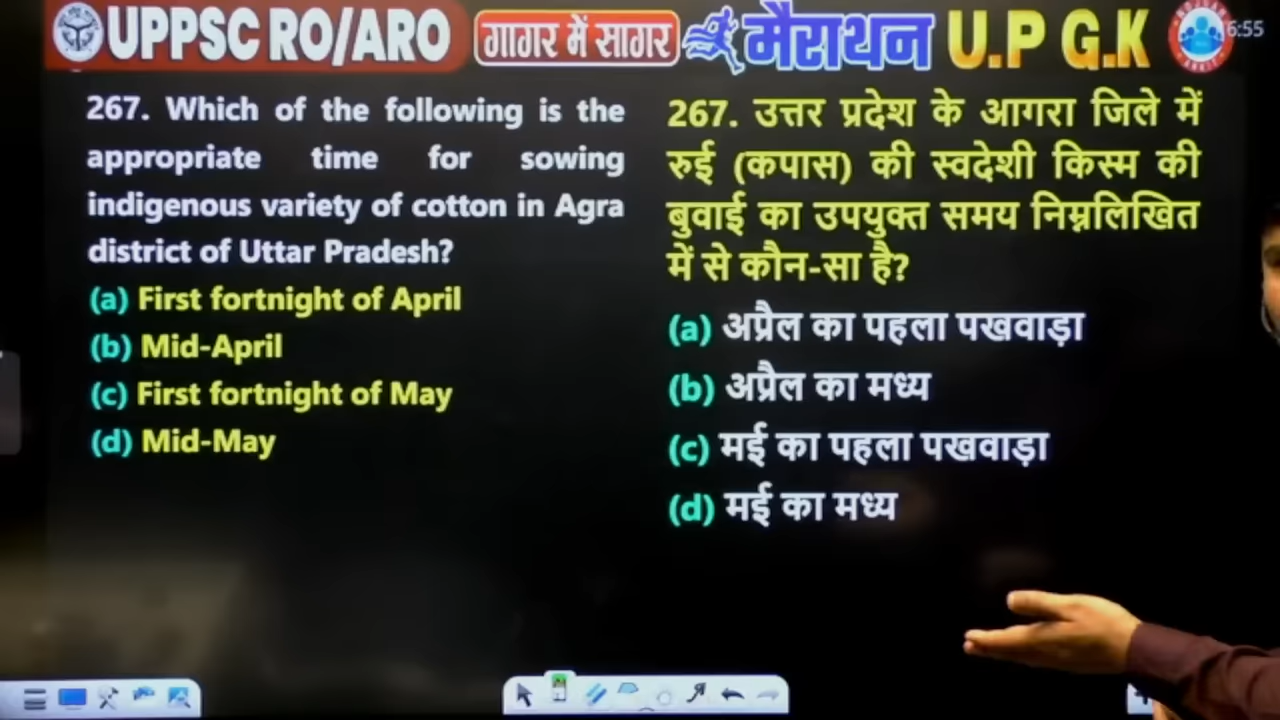 UPPSC RO/ARO गागर में सागर मैराथन U.P G.K
6:55
267. Which of the following is the
appropriate time for sowing
indigenous variety of cotton in Agra
district of Uttar Pradesh?
(a) First fortnight of April
(b) Mid-April
(c) First fortnight of May
(d) Mid-May
267. उत्तर प्रदेश के आगरा जिले में
रुई (कपास) की स्वदेशी किस्म की
बुवाई का उपयुक्त समय निम्नलिखित
में से कौन-सा है?
(a) अप्रैल का पहला पखवाड़ा
(b) अप्रैल का मध्य
(c) मई का पहला पखवाड़ा
(d) मई का मध्य